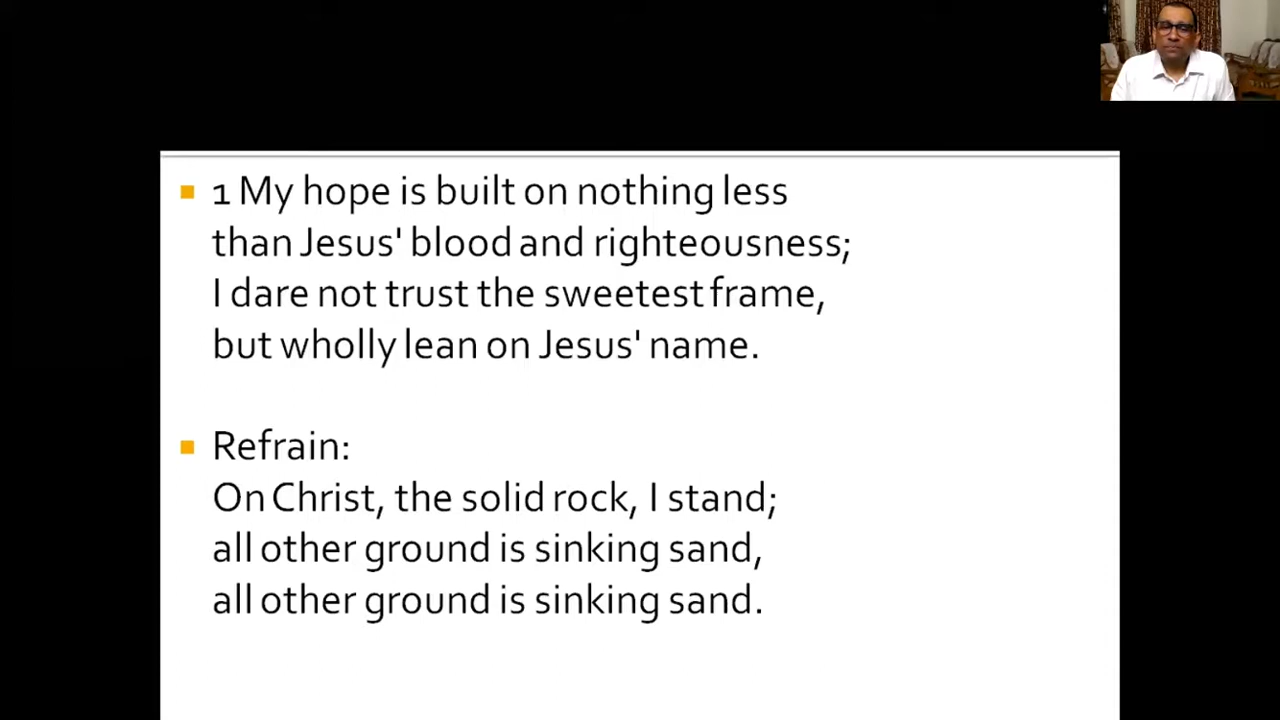 1 My hope is built on nothing less
than Jesus' blood and righteousness;
I dare not trust the sweetest frame,
but wholly lean on Jesus' name.
Refrain:
On Christ, the solid rock, I stand;
all other ground is sinking sand,
all other ground is sinking sand.